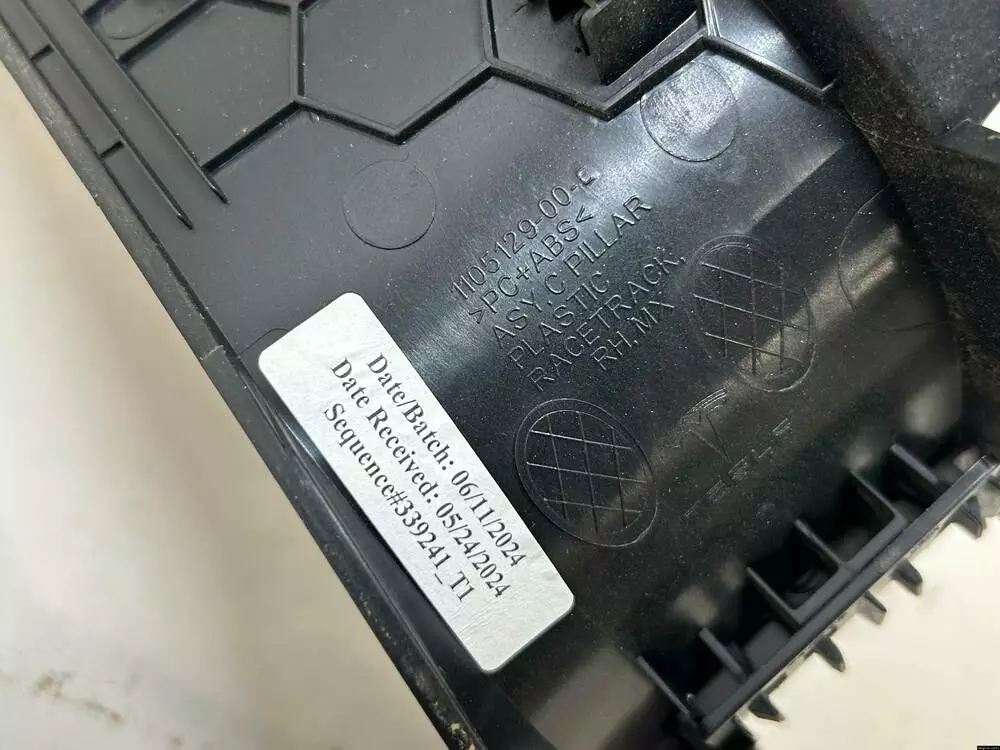 1105129-00-E
>PC+ABS<
ASY, C PILLAR
PLASTIC
RACETRACK,
RH, MX
TESLA
Date/Batch: 06/11/2024
Date Received: 05/24/2024
Sequence#339241_T1